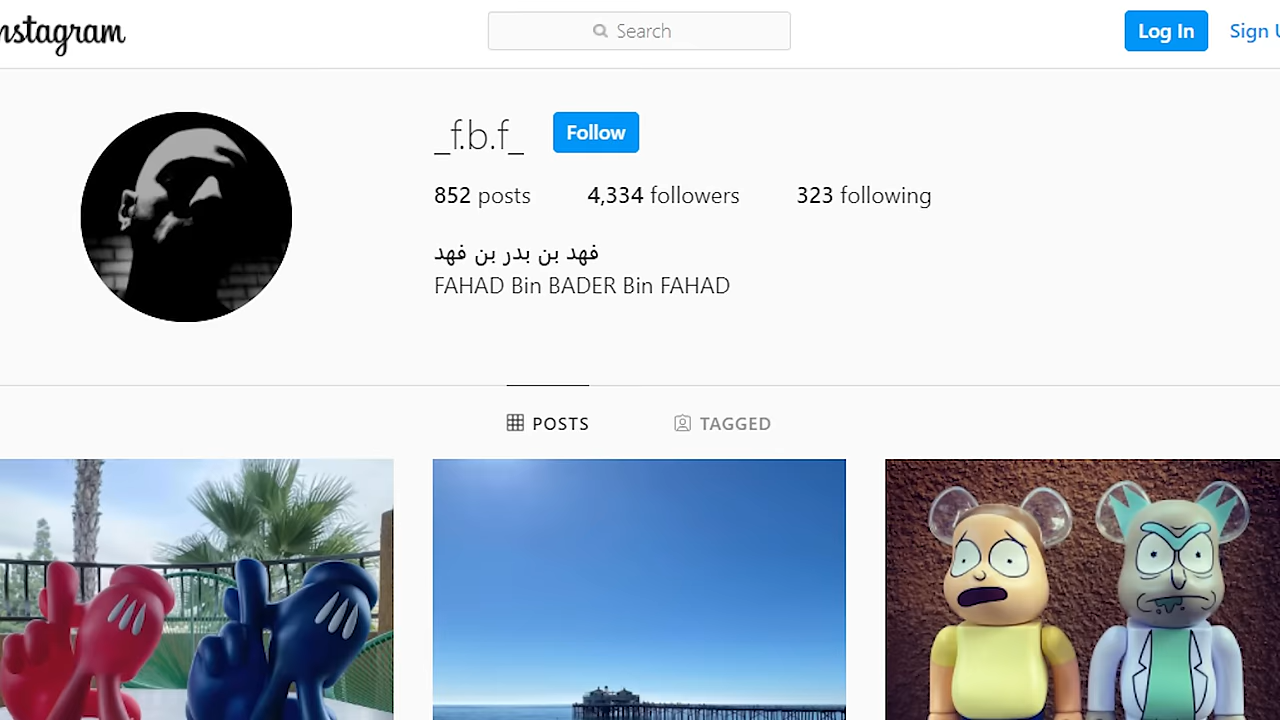 Instagram
Search
Log In
Sign U
_f.b.f_
Follow
852 posts 4,334 followers 323 following
فهد بن بدر بن فهد
FAHAD Bin BADER Bin FAHAD
POSTS
TAGGED